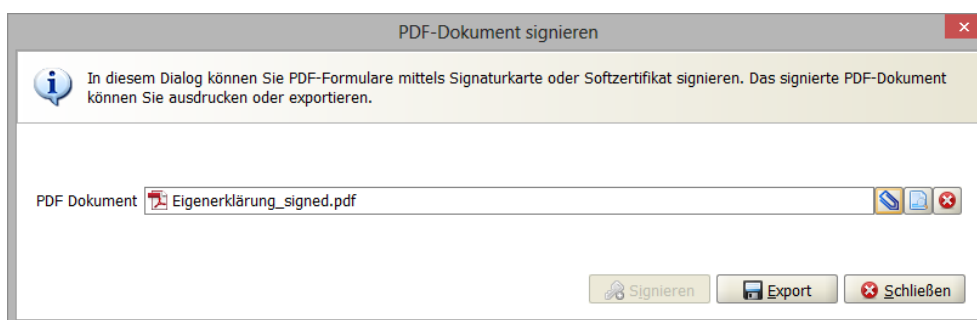 PDF-Dokument signieren
In diesem Dialog können Sie PDF-Formulare mittels Signaturkarte oder Softzertifikat signieren. Das signierte PDF-Dokument
können Sie ausdrucken oder exportieren.
PDF Dokument Eigenerklärung_signed.pdf
Signieren Export Schließen